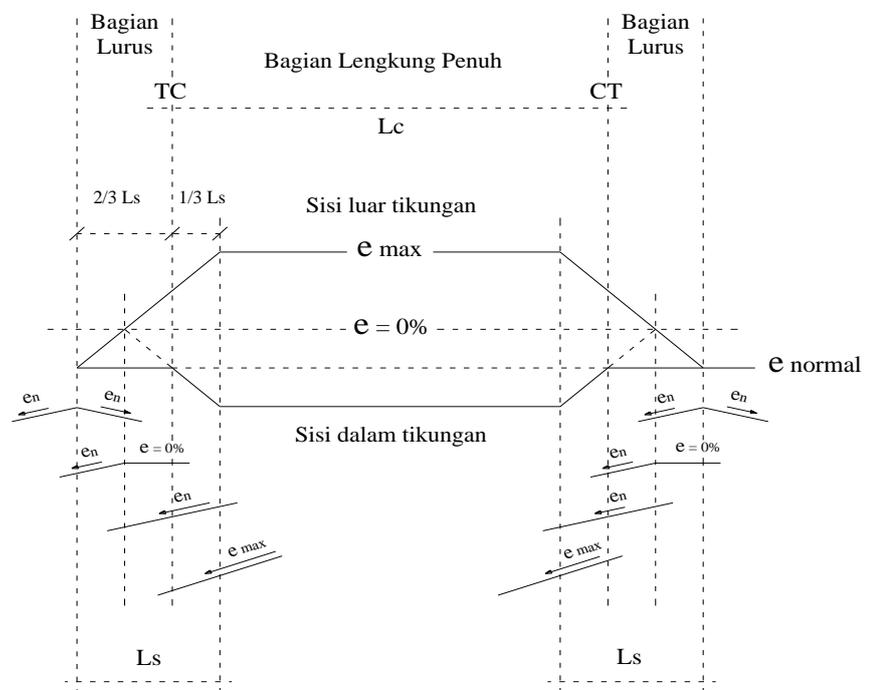 Bagian
Lurus
Bagian
Lurus
Bagian Lengkung Penuh
TC
CT
Lc
2/3 Ls
1/3 Ls
Sisi luar tikungan
e max
e = 0%
e normal
en
en
en
en
Sisi dalam tikungan
en
e = 0%
en
e = 0%
en
en
e max
e max
Ls
Ls